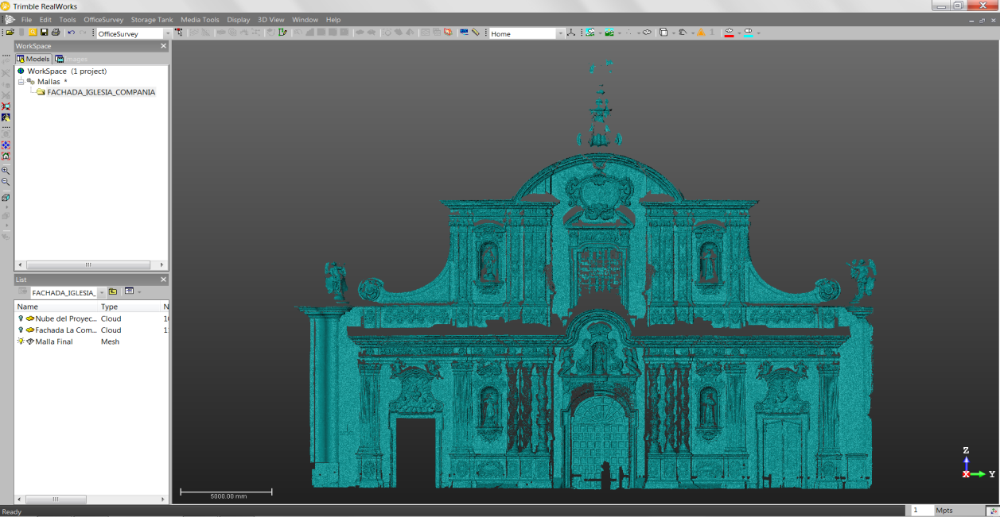 Trimble RealWorks
File Edit Tools OfficeSurvey Storage Tank Media Tools Display 3D View Window Help
OfficeSurvey Home 1
WorkSpace
Models Images
WorkSpace (1 project)
Mallas *
FACHADA_IGLESIA_COMPANIA
List
FACHADA_IGLESIA_
Name Type N
Nube del Proyec... Cloud
Fachada La Com... Cloud
Malla Final Mesh
5000.00 mm
Z
X Y
Ready 1 Mpts